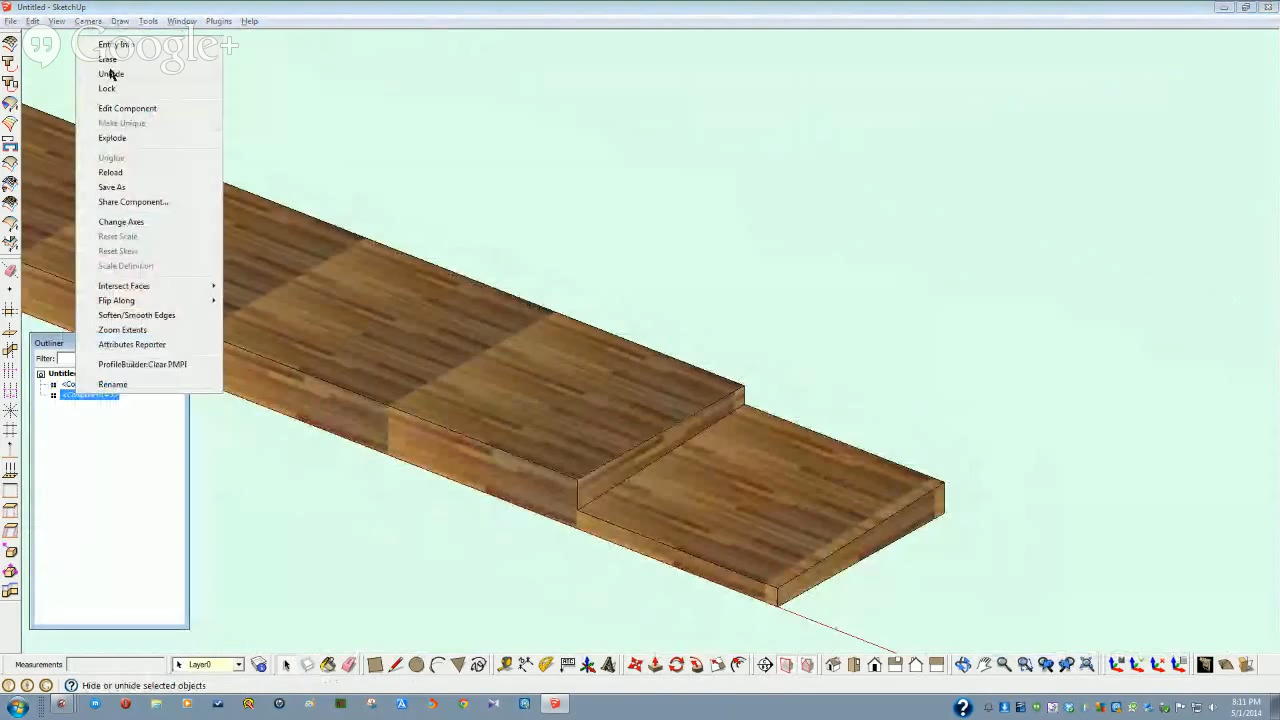 Untitled - SketchUp
File Edit View Camera Draw Tools Window Plugins Help
Google+
Erase
Lock
Edit Component
Make Unique
Explode
Unglue
Reload
Save As
Share Component...
Change Axes
Reset Scale
Reset Skew
Scale Definition
Intersect Faces
Flip Along
Soften/Smooth Edges
Zoom Extents
Attributes Reporter
ProfileBuilder:Clear PMPI
Rename
Outliner
Filter:
Measurements
Layer0
Hide or unhide selected objects
8:11 PM
5/1/2014